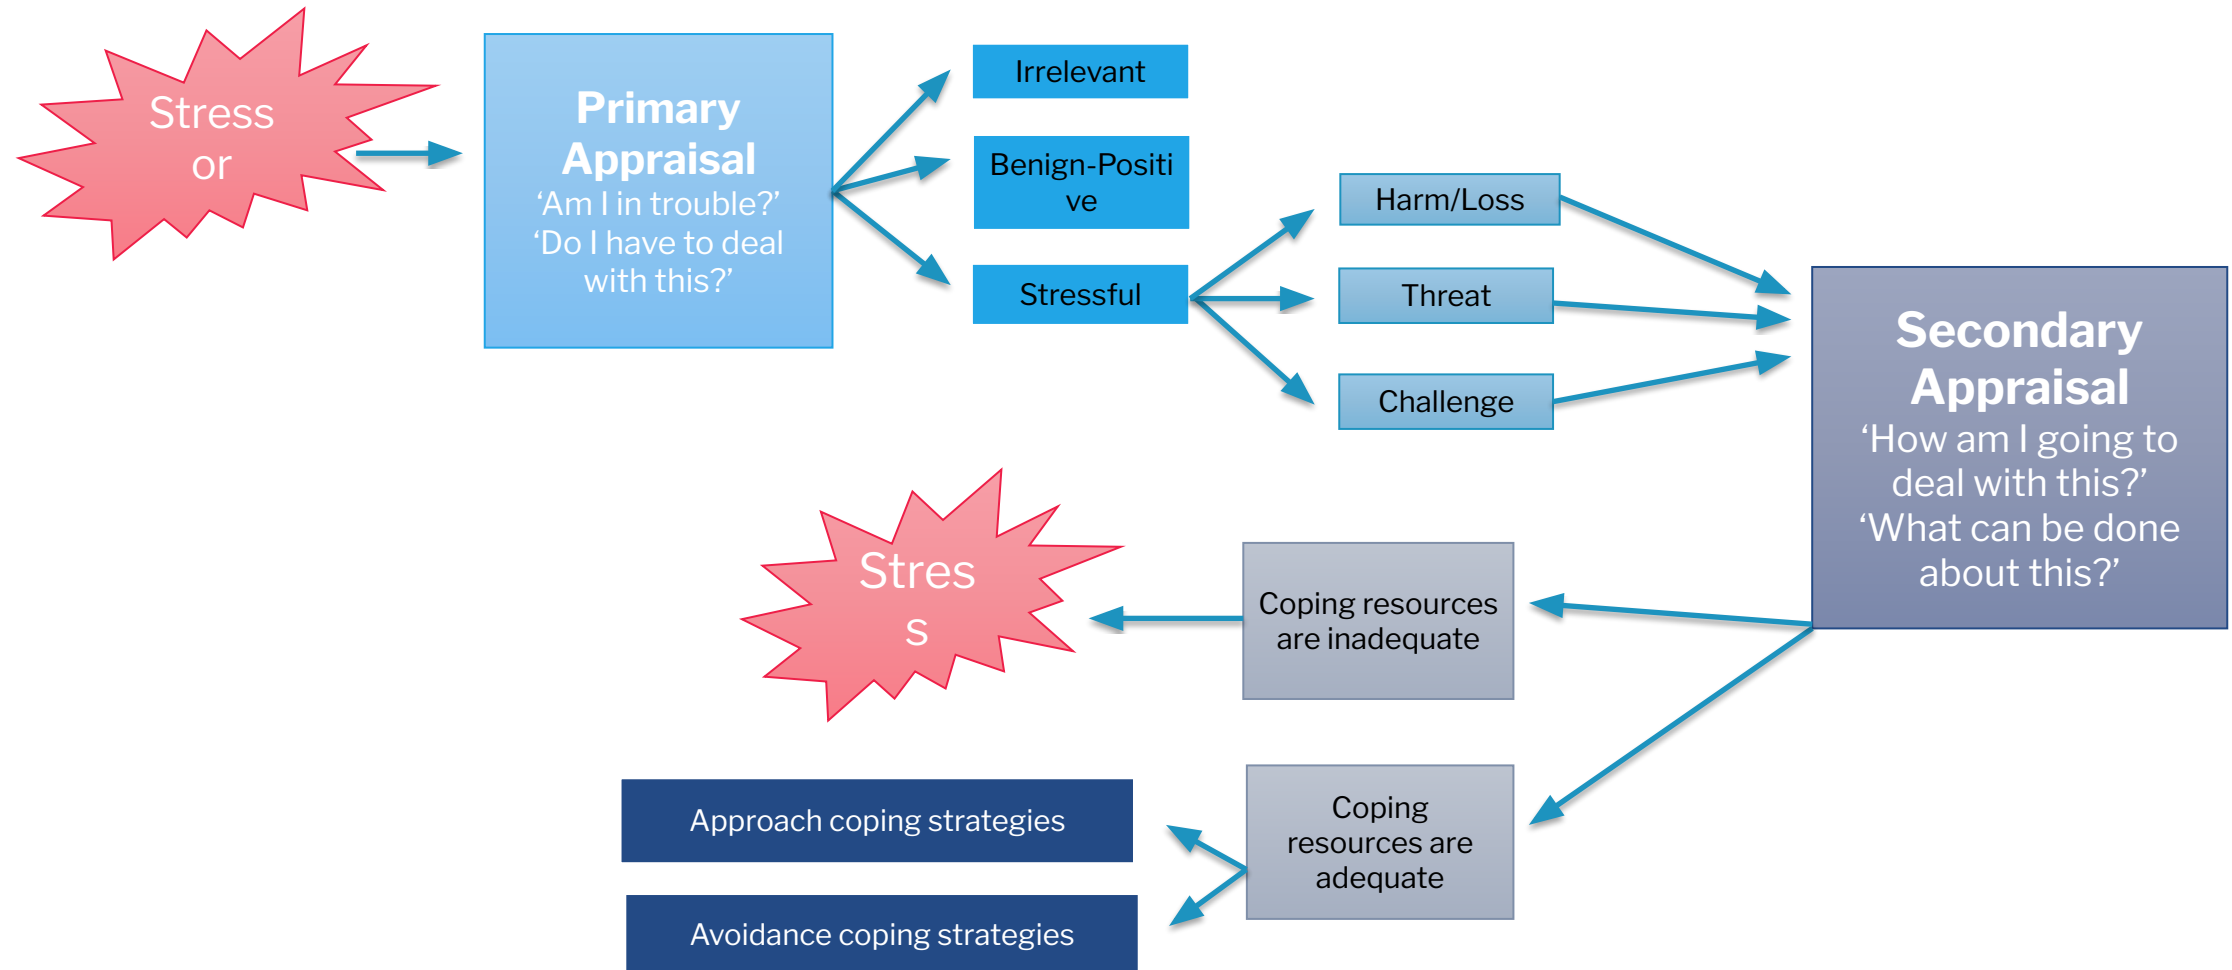 Stress
or
Primary
Appraisal
‘Am I in trouble?’
‘Do I have to deal
with this?’
Irrelevant
Benign-Positi
ve
Stressful
Harm/Loss
Threat
Challenge
Secondary
Appraisal
‘How am I going to
deal with this?’
‘What can be done
about this?’
Coping resources
are inadequate
Stres
s
Coping
resources are
adequate
Approach coping strategies
Avoidance coping strategies